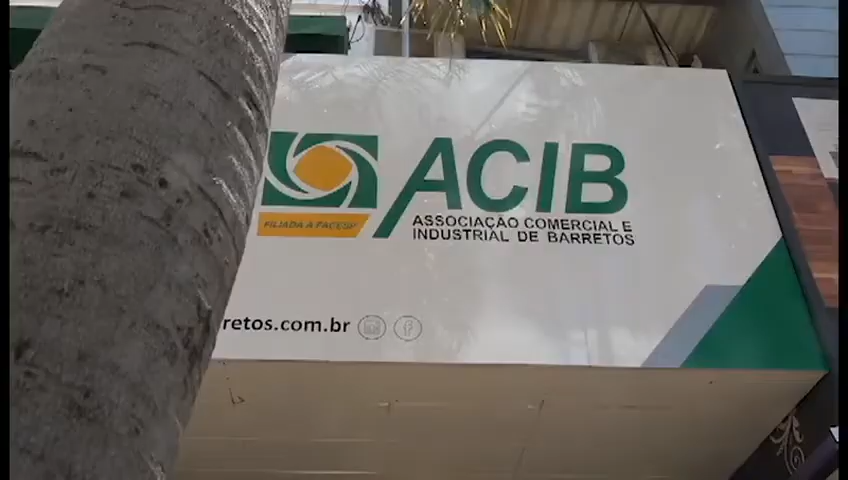 ACIB
ASSOCIAÇÃO COMERCIAL E
INDUSTRIAL DE BARRETOS
FILIADA À FACESP
retos.com.br